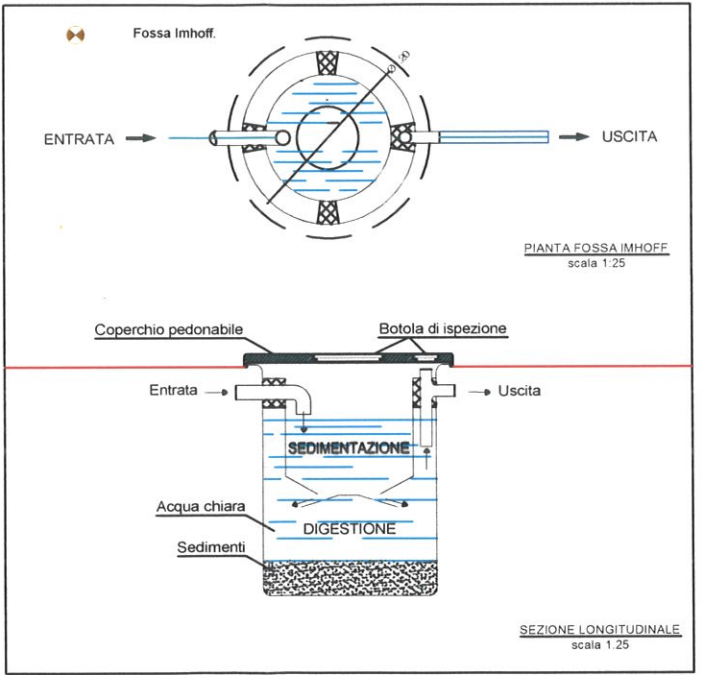 Fossa Imhoff.
ENTRATA
USCITA
PIANTA FOSSA IMHOFF
scala 1:25
Coperchio pedonabile
Botola di ispezione
Entrata
Uscita
SEDIMENTAZIONE
Acqua chiara
DIGESTIONE
Sedimenti
SEZIONE LONGITUDINALE
scala 1.25